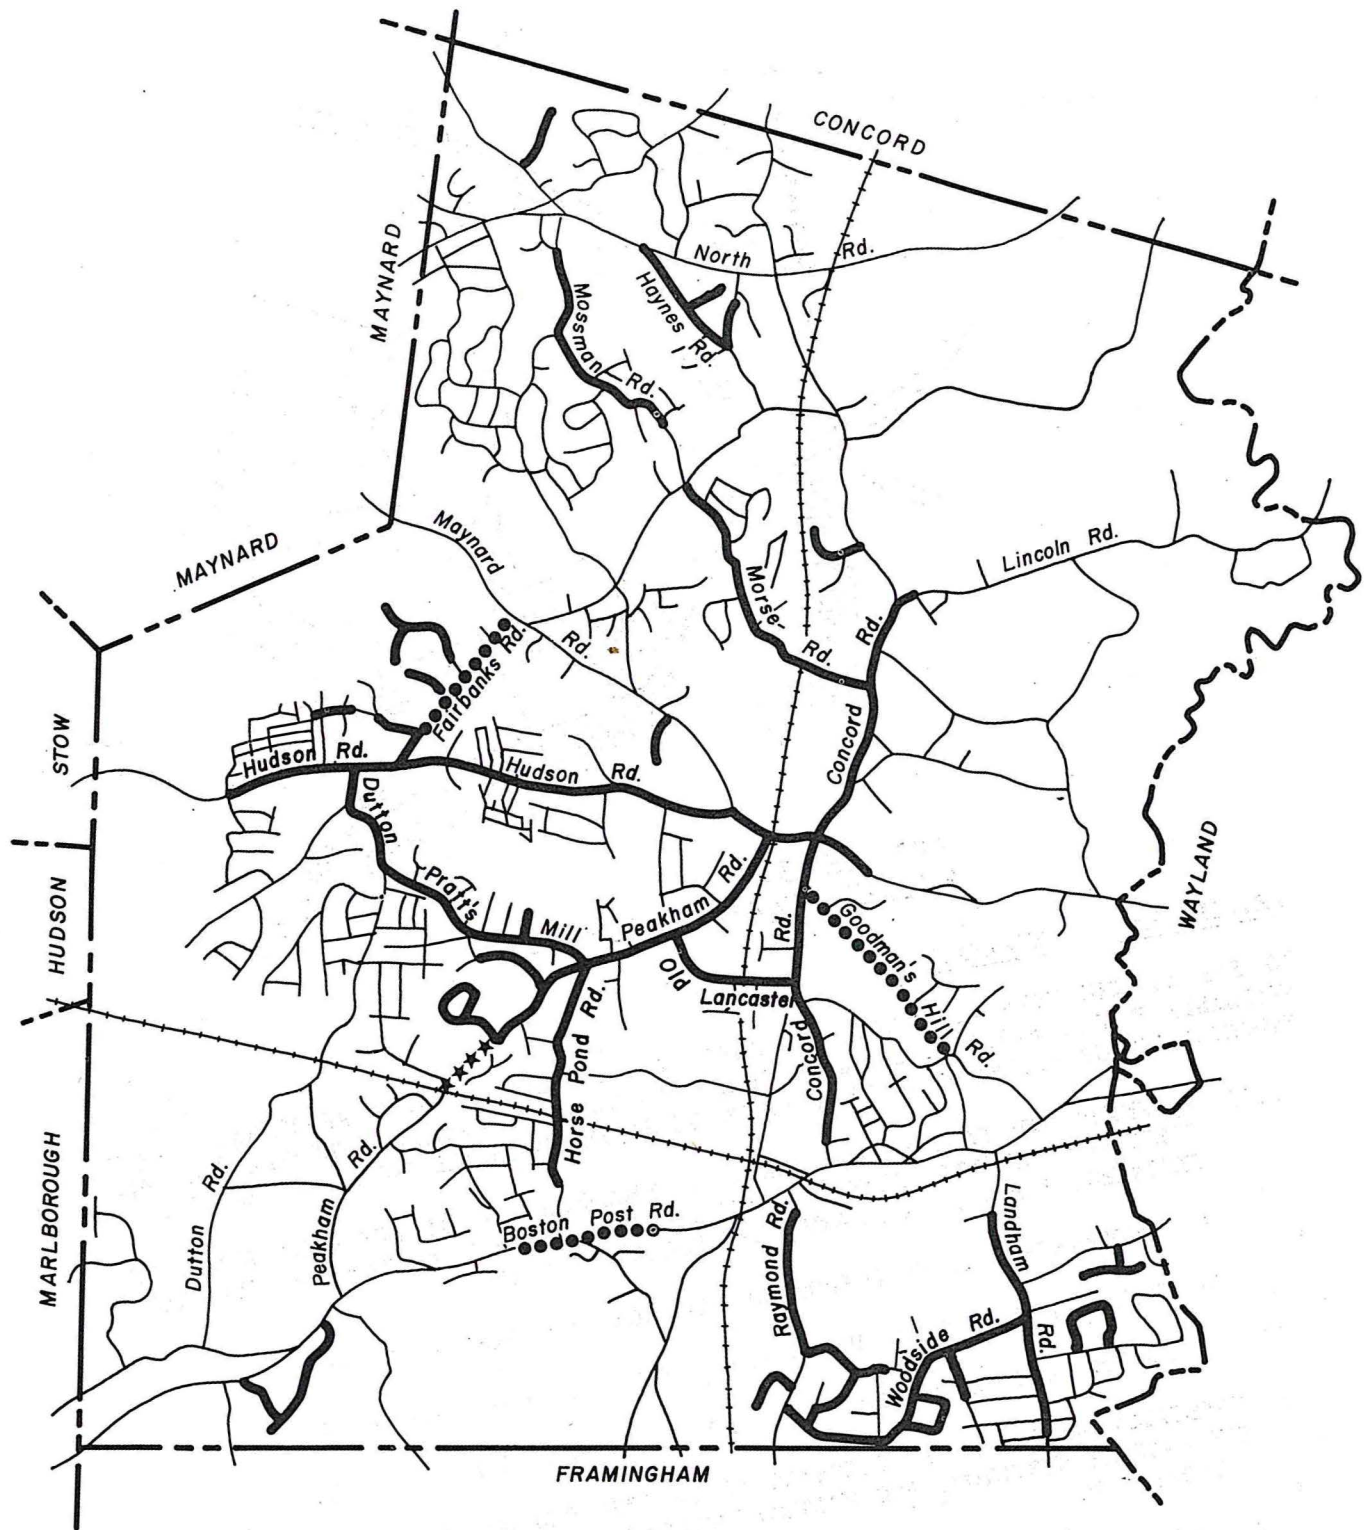 CONCORD
MAYNARD
North Rd.
Haynes Rd.
Mossman Rd.
Maynard Rd.
MAYNARD
Lincoln Rd.
Morse Rd.
Fairbanks Rd.
Concord Rd.
STOW
Hudson Rd.
Hudson Rd.
Dutton
WAYLAND
HUDSON
Pratt's Mill
Peakham Rd.
Goodman's Hill Rd.
Old Lancaster Rd.
Concord
Horse Pond Rd.
MARLBOROUGH
Dutton Rd.
Peakham Rd.
Boston Post Rd.
Raymond Rd.
Landham Rd.
Woodside Rd.
FRAMINGHAM